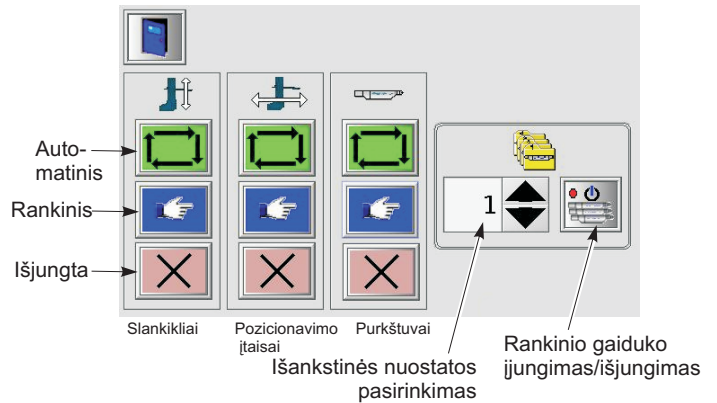 Auto-
matinis
Rankinis
Išjungta
1
Slankikliai
Pozicionavimo
įtaisai
Purkštuvai
Išankstinės nuostatos
pasirinkimas
Rankinio gaiduko
įjungimas/išjungimas